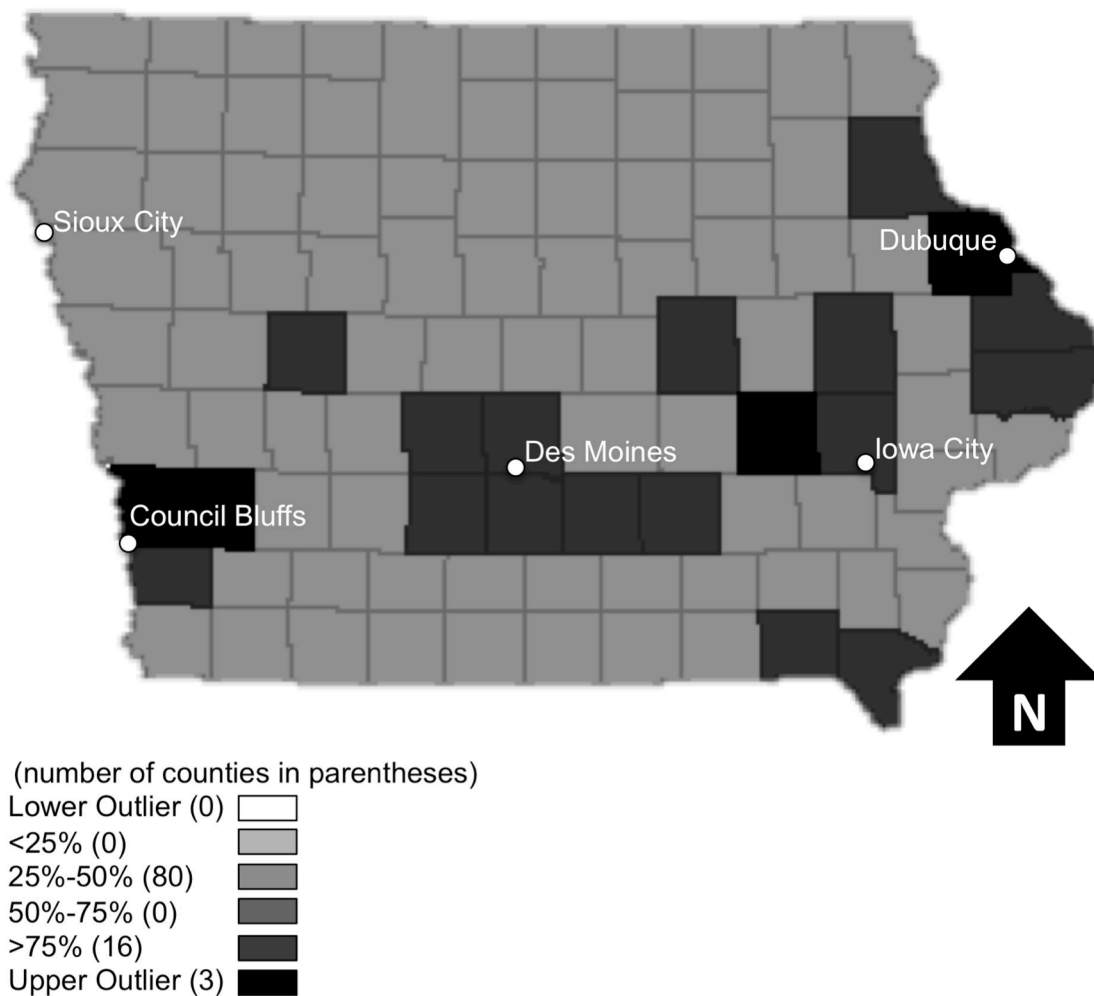 Sioux City
Dubuque
Des Moines
Iowa City
Council Bluffs
N
(number of counties in parentheses)
Lower Outlier (0)
<25% (0)
25%-50% (80)
50%-75% (0)
>75% (16)
Upper Outlier (3)